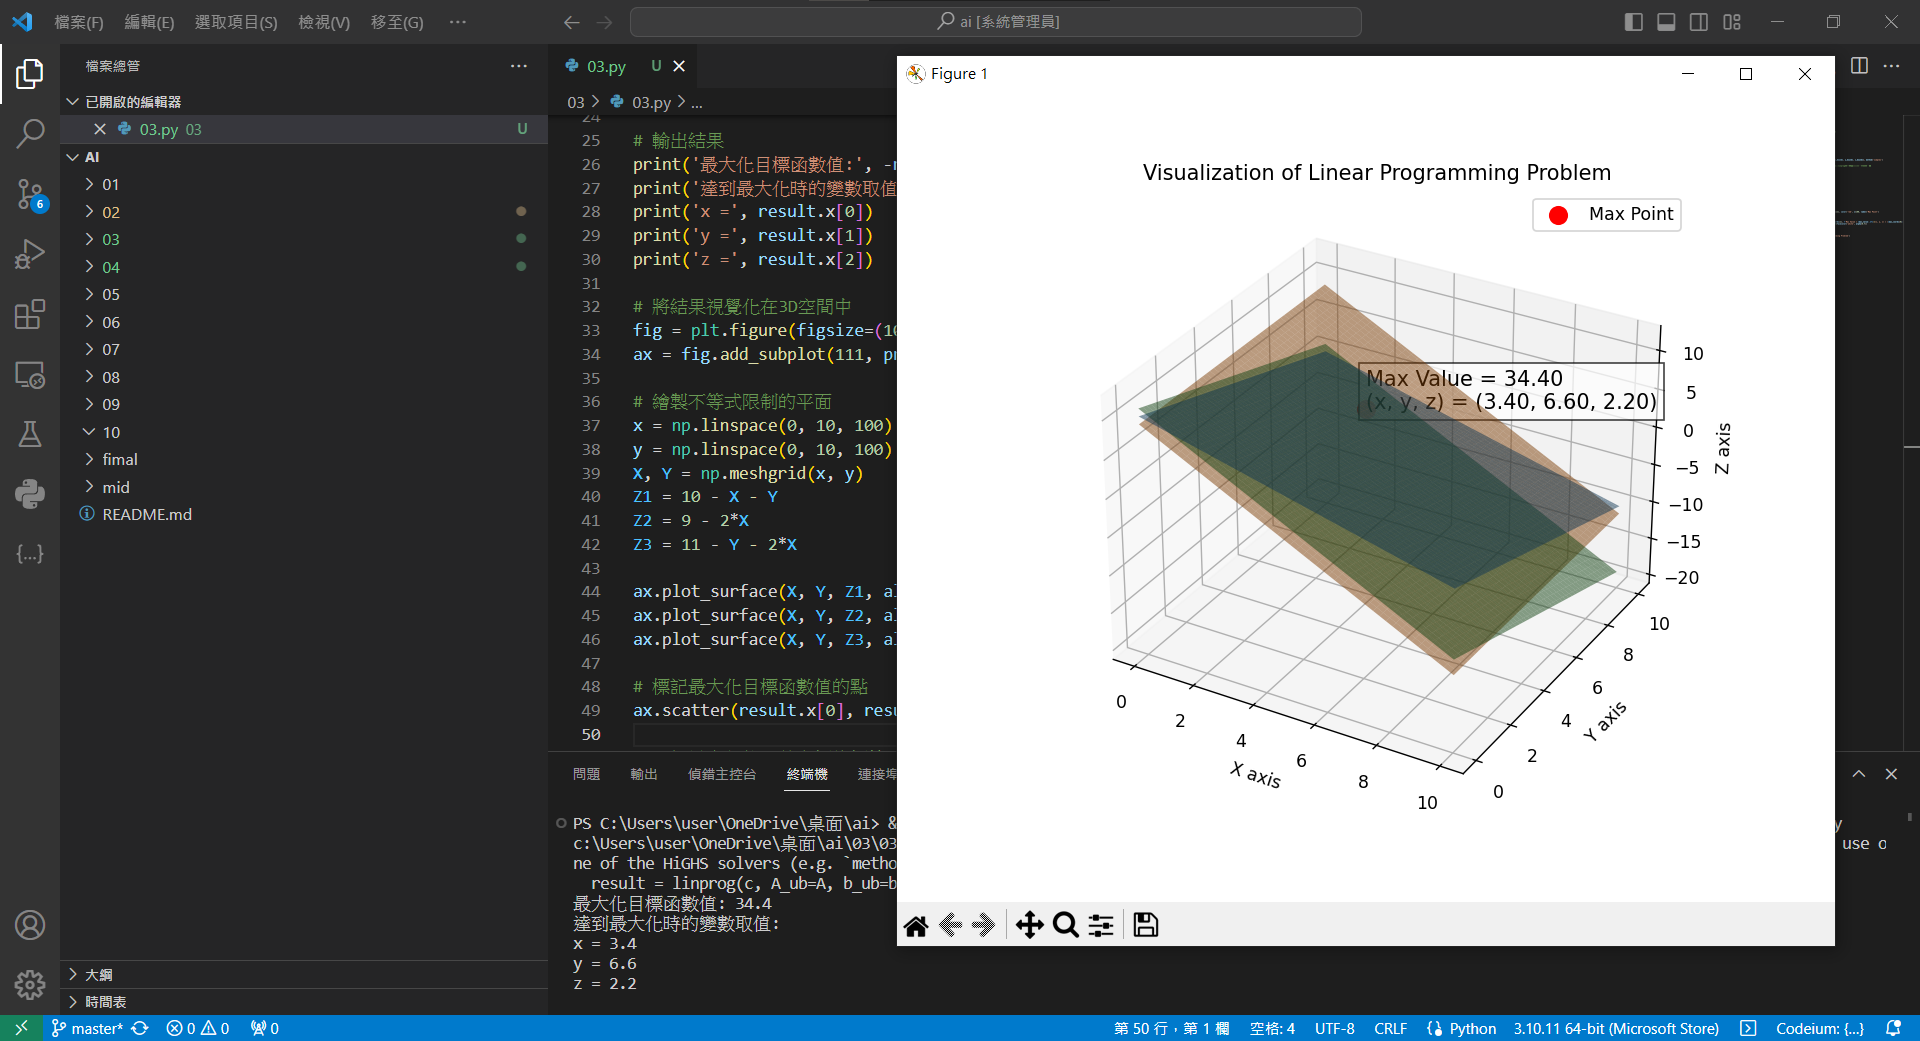 檔案(F) 編輯(E) 選取項目(S) 檢視(V) 移至(G) ···
ai [系統管理員]
檔案總管
已開啟的編輯器
03.py 03 U
AI
01
02
03
04
05
06
07
08
09
10
fimal
mid
README.md
大綱
時間表
6
03.py U
03 > 03.py > ...
24
25 # 輸出結果
26 print('最大化目標函數值:', -r
27 print('達到最大化時的變數取值
28 print('x =', result.x[0])
29 print('y =', result.x[1])
30 print('z =', result.x[2])
31
32 # 將結果視覺化在3D空間中
33 fig = plt.figure(figsize=(10
34 ax = fig.add_subplot(111, pr
35
36 # 繪製不等式限制的平面
37 x = np.linspace(0, 10, 100)
38 y = np.linspace(0, 10, 100)
39 X, Y = np.meshgrid(x, y)
40 Z1 = 10 - X - Y
41 Z2 = 9 - 2*X
42 Z3 = 11 - Y - 2*X
43
44 ax.plot_surface(X, Y, Z1, al
45 ax.plot_surface(X, Y, Z2, al
46 ax.plot_surface(X, Y, Z3, al
47
48 # 標記最大化目標函數值的點
49 ax.scatter(result.x[0], resu
50
問題 輸出 偵錯主控台 終端機 連接埠
PS C:\Users\user\OneDrive\桌面\ai> &
c:\Users\user\OneDrive\桌面\ai\03\03
ne of the HiGHS solvers (e.g. `metho
result = linprog(c, A_ub=A, b_ub=b
最大化目標函數值: 34.4
達到最大化時的變數取值:
x = 3.4
y = 6.6
z = 2.2
y
use o
Figure 1
Visualization of Linear Programming Problem
Max Point
Max Value = 34.40
(x, y, z) = (3.40, 6.60, 2.20)
10
5
0
−5
−10
−15
−20
Z axis
0
2
4
6
8
10
X axis
0
2
4
6
8
10
Y axis
master* 0 0 0
第 50 行，第 1 欄 空格: 4 UTF-8 CRLF Python 3.10.11 64-bit (Microsoft Store) Codeium: {...}